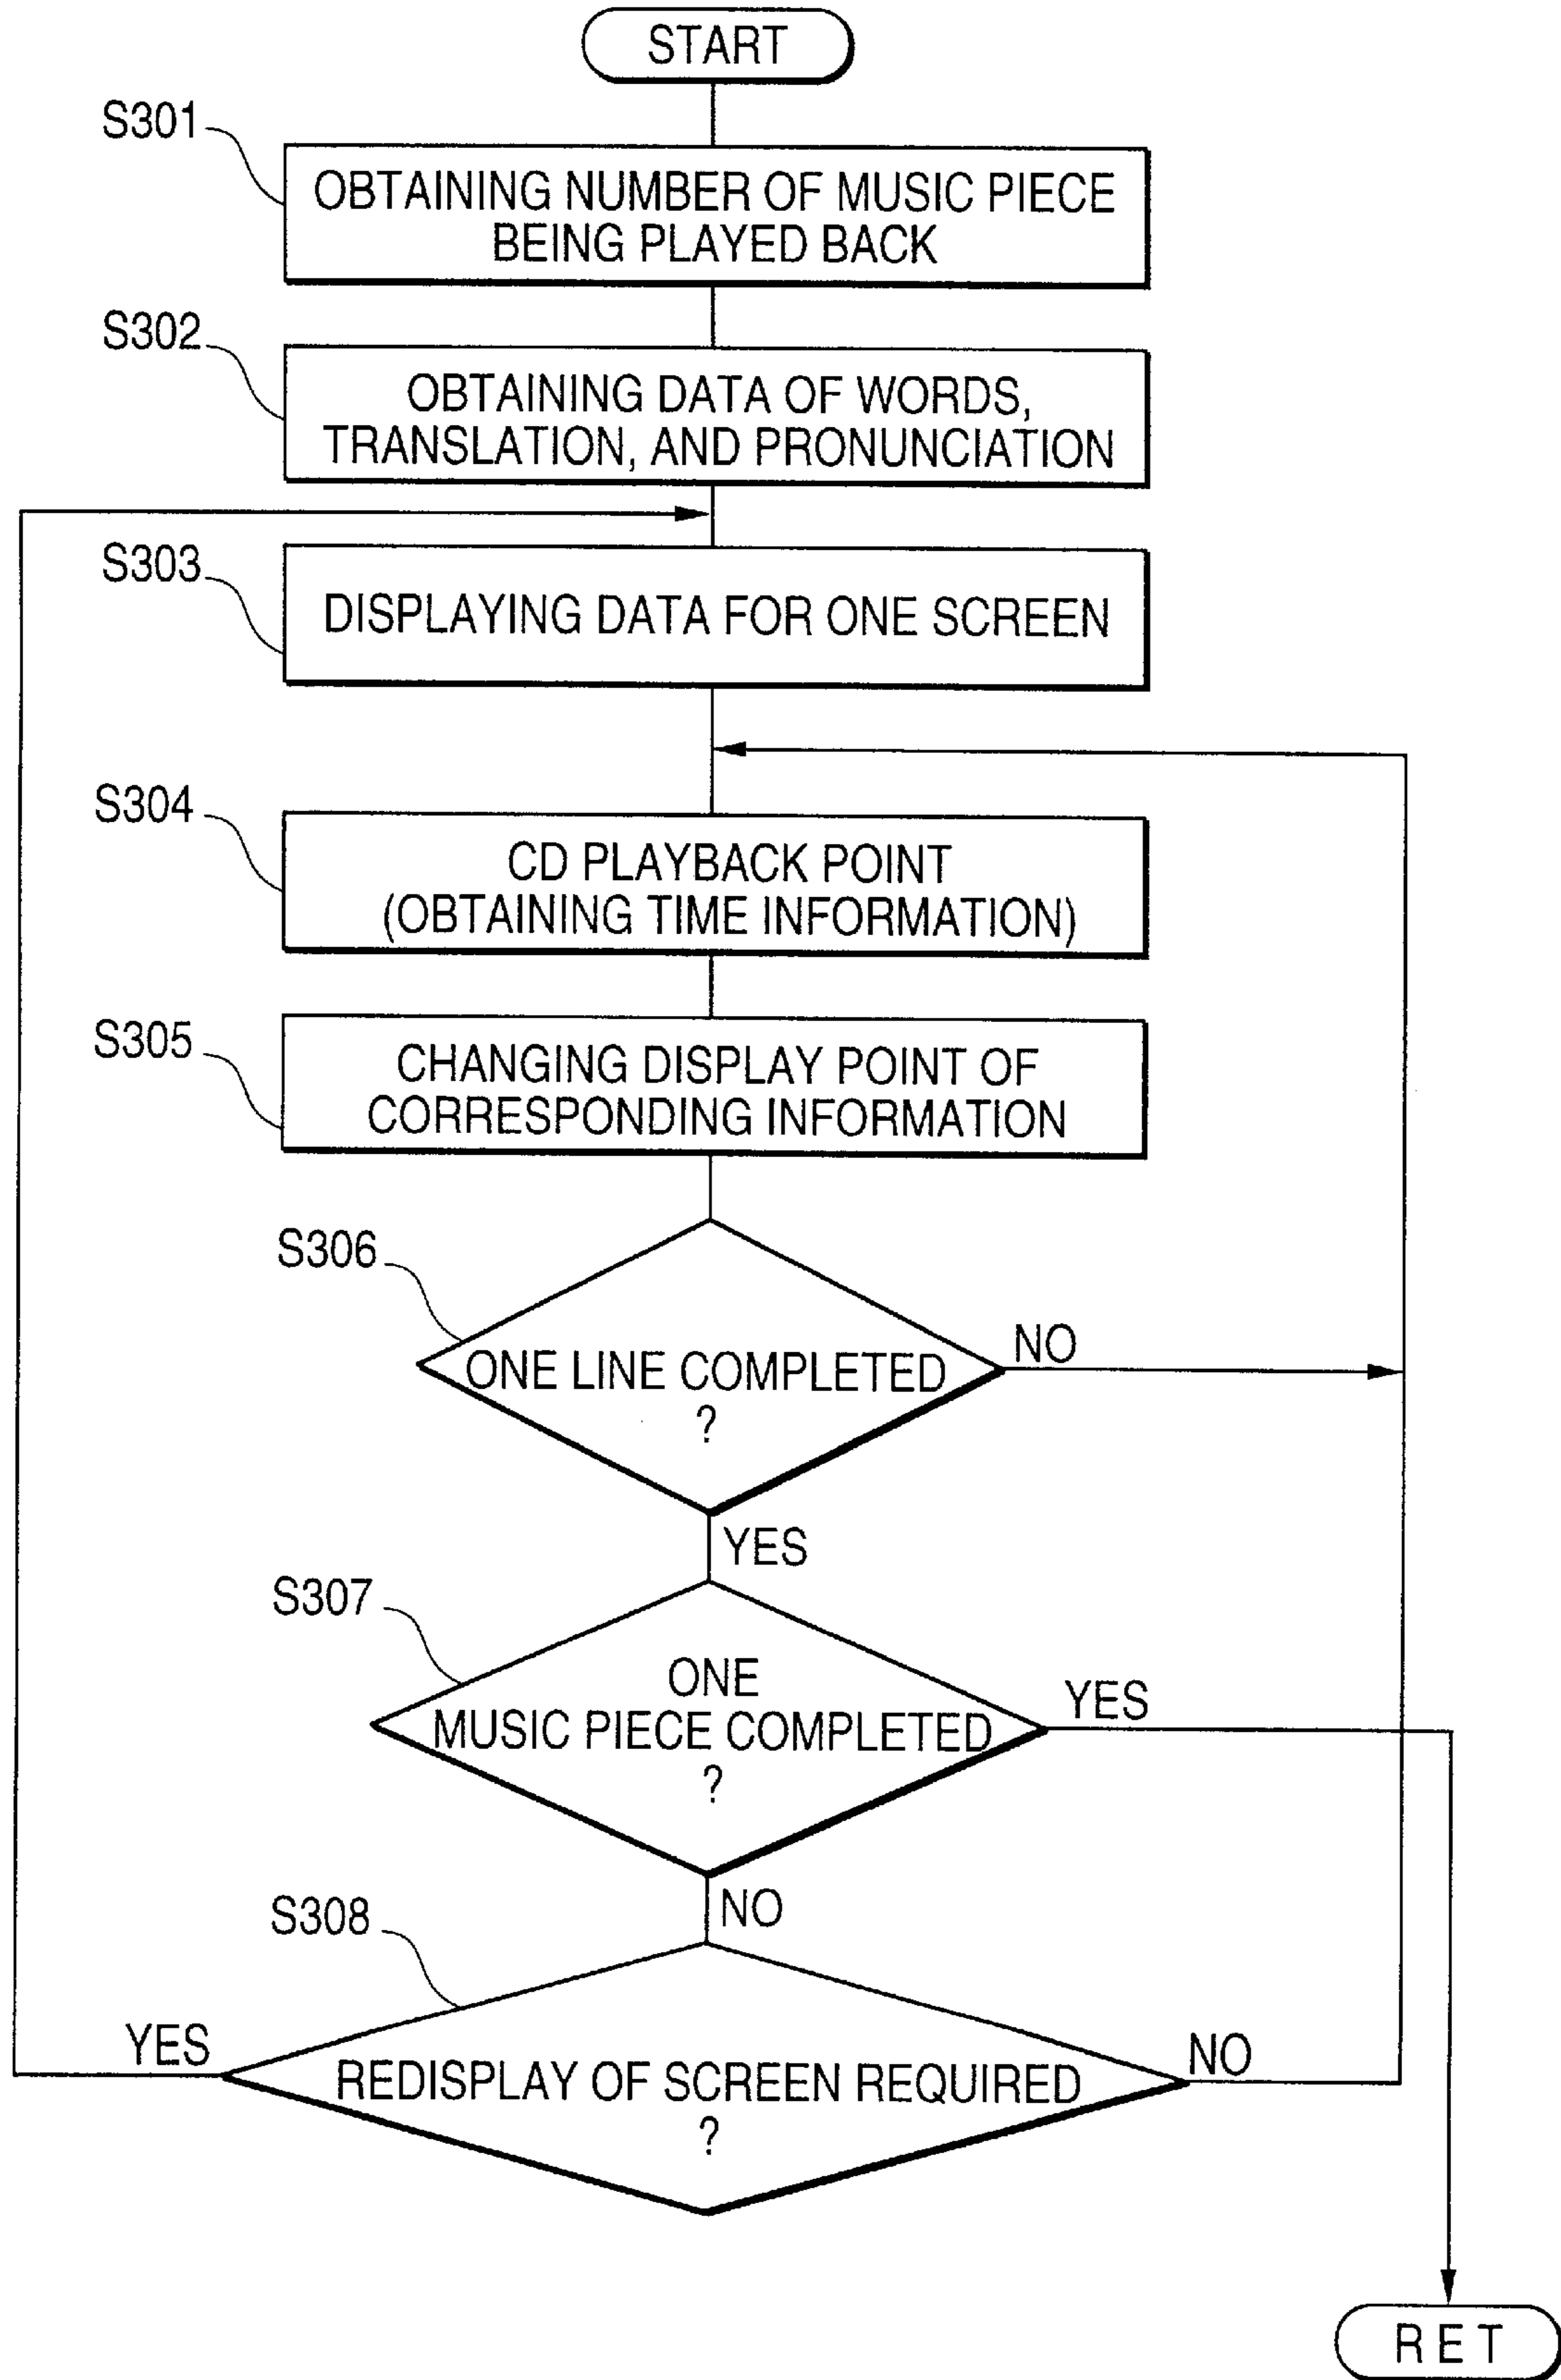 START
S301
OBTAINING NUMBER OF MUSIC PIECE
BEING PLAYED BACK
S302
OBTAINING DATA OF WORDS,
TRANSLATION, AND PRONUNCIATION
S303
DISPLAYING DATA FOR ONE SCREEN
S304
CD PLAYBACK POINT
(OBTAINING TIME INFORMATION)
S305
CHANGING DISPLAY POINT OF
CORRESPONDING INFORMATION
S306
ONE LINE COMPLETED
?
NO
YES
S307
ONE
MUSIC PIECE COMPLETED
?
YES
NO
S308
YES
REDISPLAY OF SCREEN REQUIRED
?
NO
RET